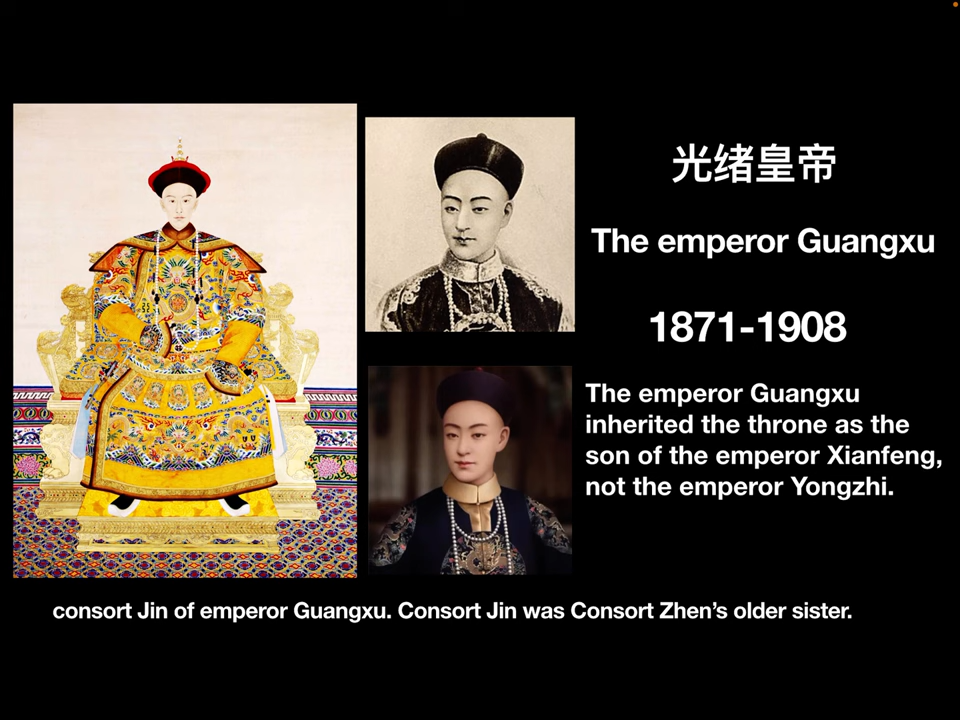 光绪皇帝
The emperor Guangxu
1871-1908
The emperor Guangxu
inherited the throne as the
son of the emperor Xianfeng,
not the emperor Yongzhi.
consort Jin of emperor Guangxu. Consort Jin was Consort Zhen’s older sister.